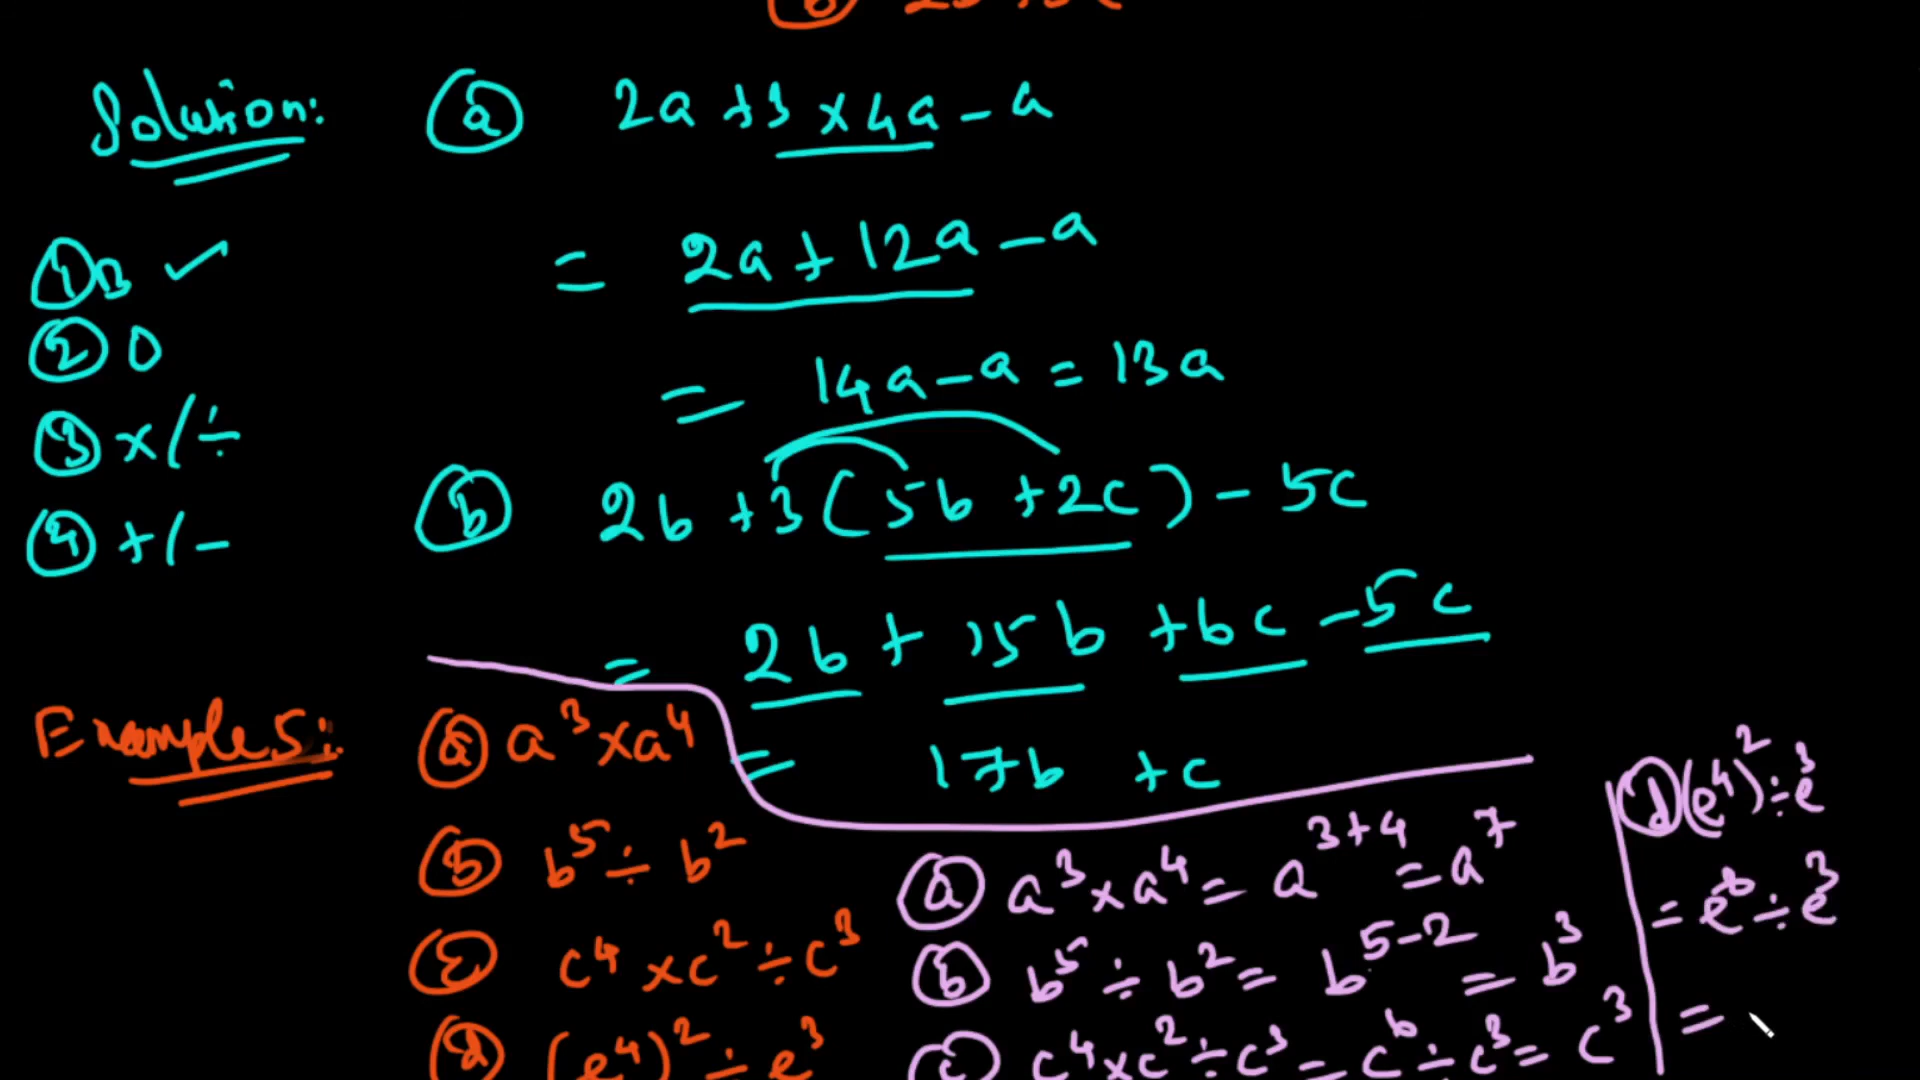 Solution: (a) 2a + 3 × 4a - a
(1) B ✓
= 2a + 12a - a
(2) O
= 14a - a = 13a
(3) × / ÷
(b) 2b + 3 (5b + 2c) - 5c
(4) + / -
= 2b + 15b + 6c - 5c
= 17b + c
Example 5: (a) a³ × a⁴
(b) b⁵ ÷ b²
(c) c⁴ × c² ÷ c³
(d) (e⁴)² ÷ e³
(a) a³ × a⁴ = a³⁺⁴ = a⁷
(b) b⁵ ÷ b² = b⁵⁻² = b³
(c) c⁴ × c² ÷ c³ = c⁶ ÷ c³ = c³
(d) (e⁴)² ÷ e³
= e⁸ ÷ e³
=